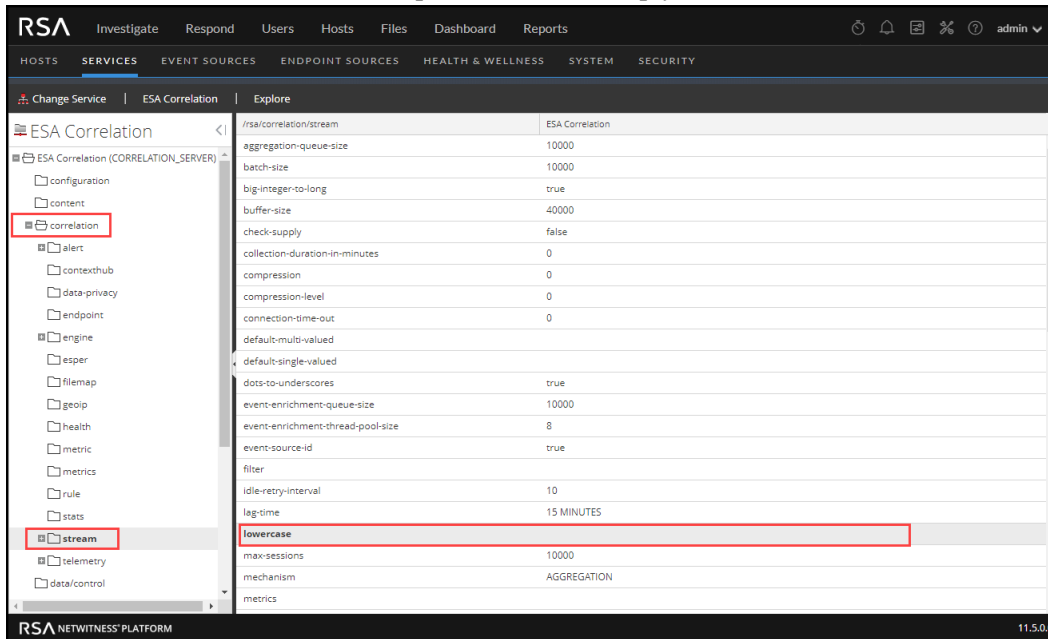 RSA Investigate Respond Users Hosts Files Dashboard Reports admin
HOSTS SERVICES EVENT SOURCES ENDPOINT SOURCES HEALTH & WELLNESS SYSTEM SECURITY
Change Service | ESA Correlation | Explore
ESA Correlation
ESA Correlation (CORRELATION_SERVER)
configuration
content
correlation
alert
contexthub
data-privacy
endpoint
engine
esper
filemap
geoip
health
metric
metrics
rule
stats
stream
telemetry
data/control
/rsa/correlation/stream ESA Correlation
aggregation-queue-size 10000
batch-size 10000
big-integer-to-long true
buffer-size 40000
check-supply false
collection-duration-in-minutes 0
compression 0
compression-level 0
connection-time-out 0
default-multi-valued
default-single-valued
dots-to-underscores true
event-enrichment-queue-size 10000
event-enrichment-thread-pool-size 8
event-source-id true
filter
idle-retry-interval 10
lag-time 15 MINUTES
lowercase
max-sessions 10000
mechanism AGGREGATION
metrics
RSA NETWITNESS® PLATFORM 11.5.0.